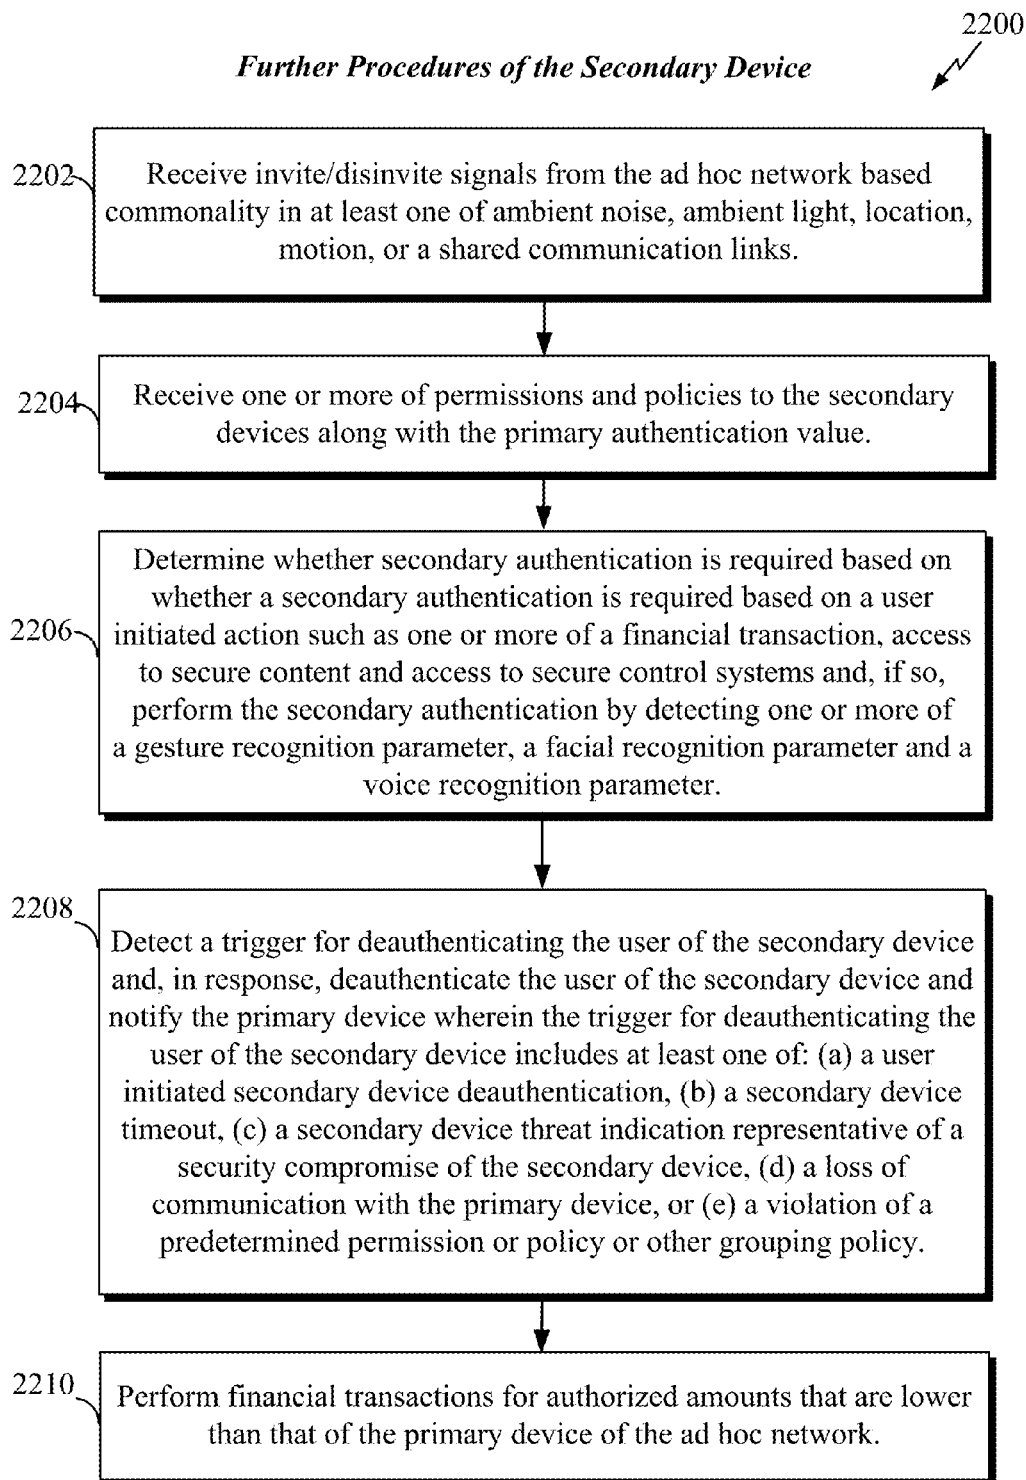 2200
Further Procedures of the Secondary Device
2202
Receive invite/disinvite signals from the ad hoc network based
commonality in at least one of ambient noise, ambient light, location,
motion, or a shared communication links.
2204
Receive one or more of permissions and policies to the secondary
devices along with the primary authentication value.
2206
Determine whether secondary authentication is required based on
whether a secondary authentication is required based on a user
initiated action such as one or more of a financial transaction, access
to secure content and access to secure control systems and, if so,
perform the secondary authentication by detecting one or more of
a gesture recognition parameter, a facial recognition parameter and a
voice recognition parameter.
2208
Detect a trigger for deauthenticating the user of the secondary device
and, in response, deauthenticate the user of the secondary device and
notify the primary device wherein the trigger for deauthenticating the
user of the secondary device includes at least one of: (a) a user
initiated secondary device deauthentication, (b) a secondary device
timeout, (c) a secondary device threat indication representative of a
security compromise of the secondary device, (d) a loss of
communication with the primary device, or (e) a violation of a
predetermined permission or policy or other grouping policy.
2210
Perform financial transactions for authorized amounts that are lower
than that of the primary device of the ad hoc network.